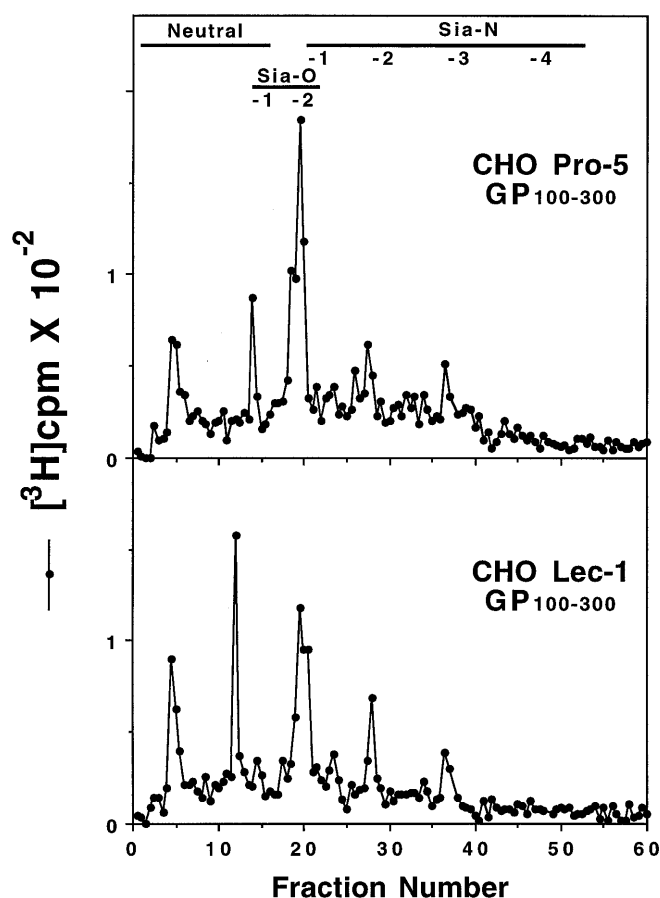 Neutral
Sia-N
-1 -2 -3 -4
Sia-O
-1 -2
CHO Pro-5
GP100-300
1
0
[3H]cpm X 10-2
CHO Lec-1
GP100-300
1
0
0 10 20 30 40 50 60
Fraction Number